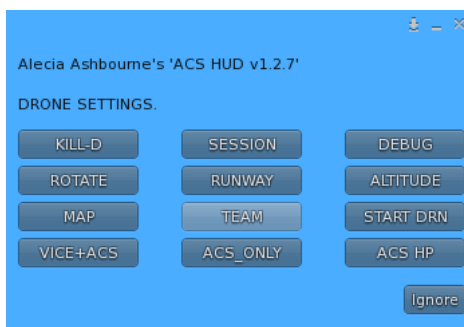 Alecia Ashbourne's 'ACS HUD v1.2.7'
DRONE SETTINGS.
KILL-D SESSION DEBUG
ROTATE RUNWAY ALTITUDE
MAP TEAM START DRN
VICE+ACS ACS_ONLY ACS HP
Ignore